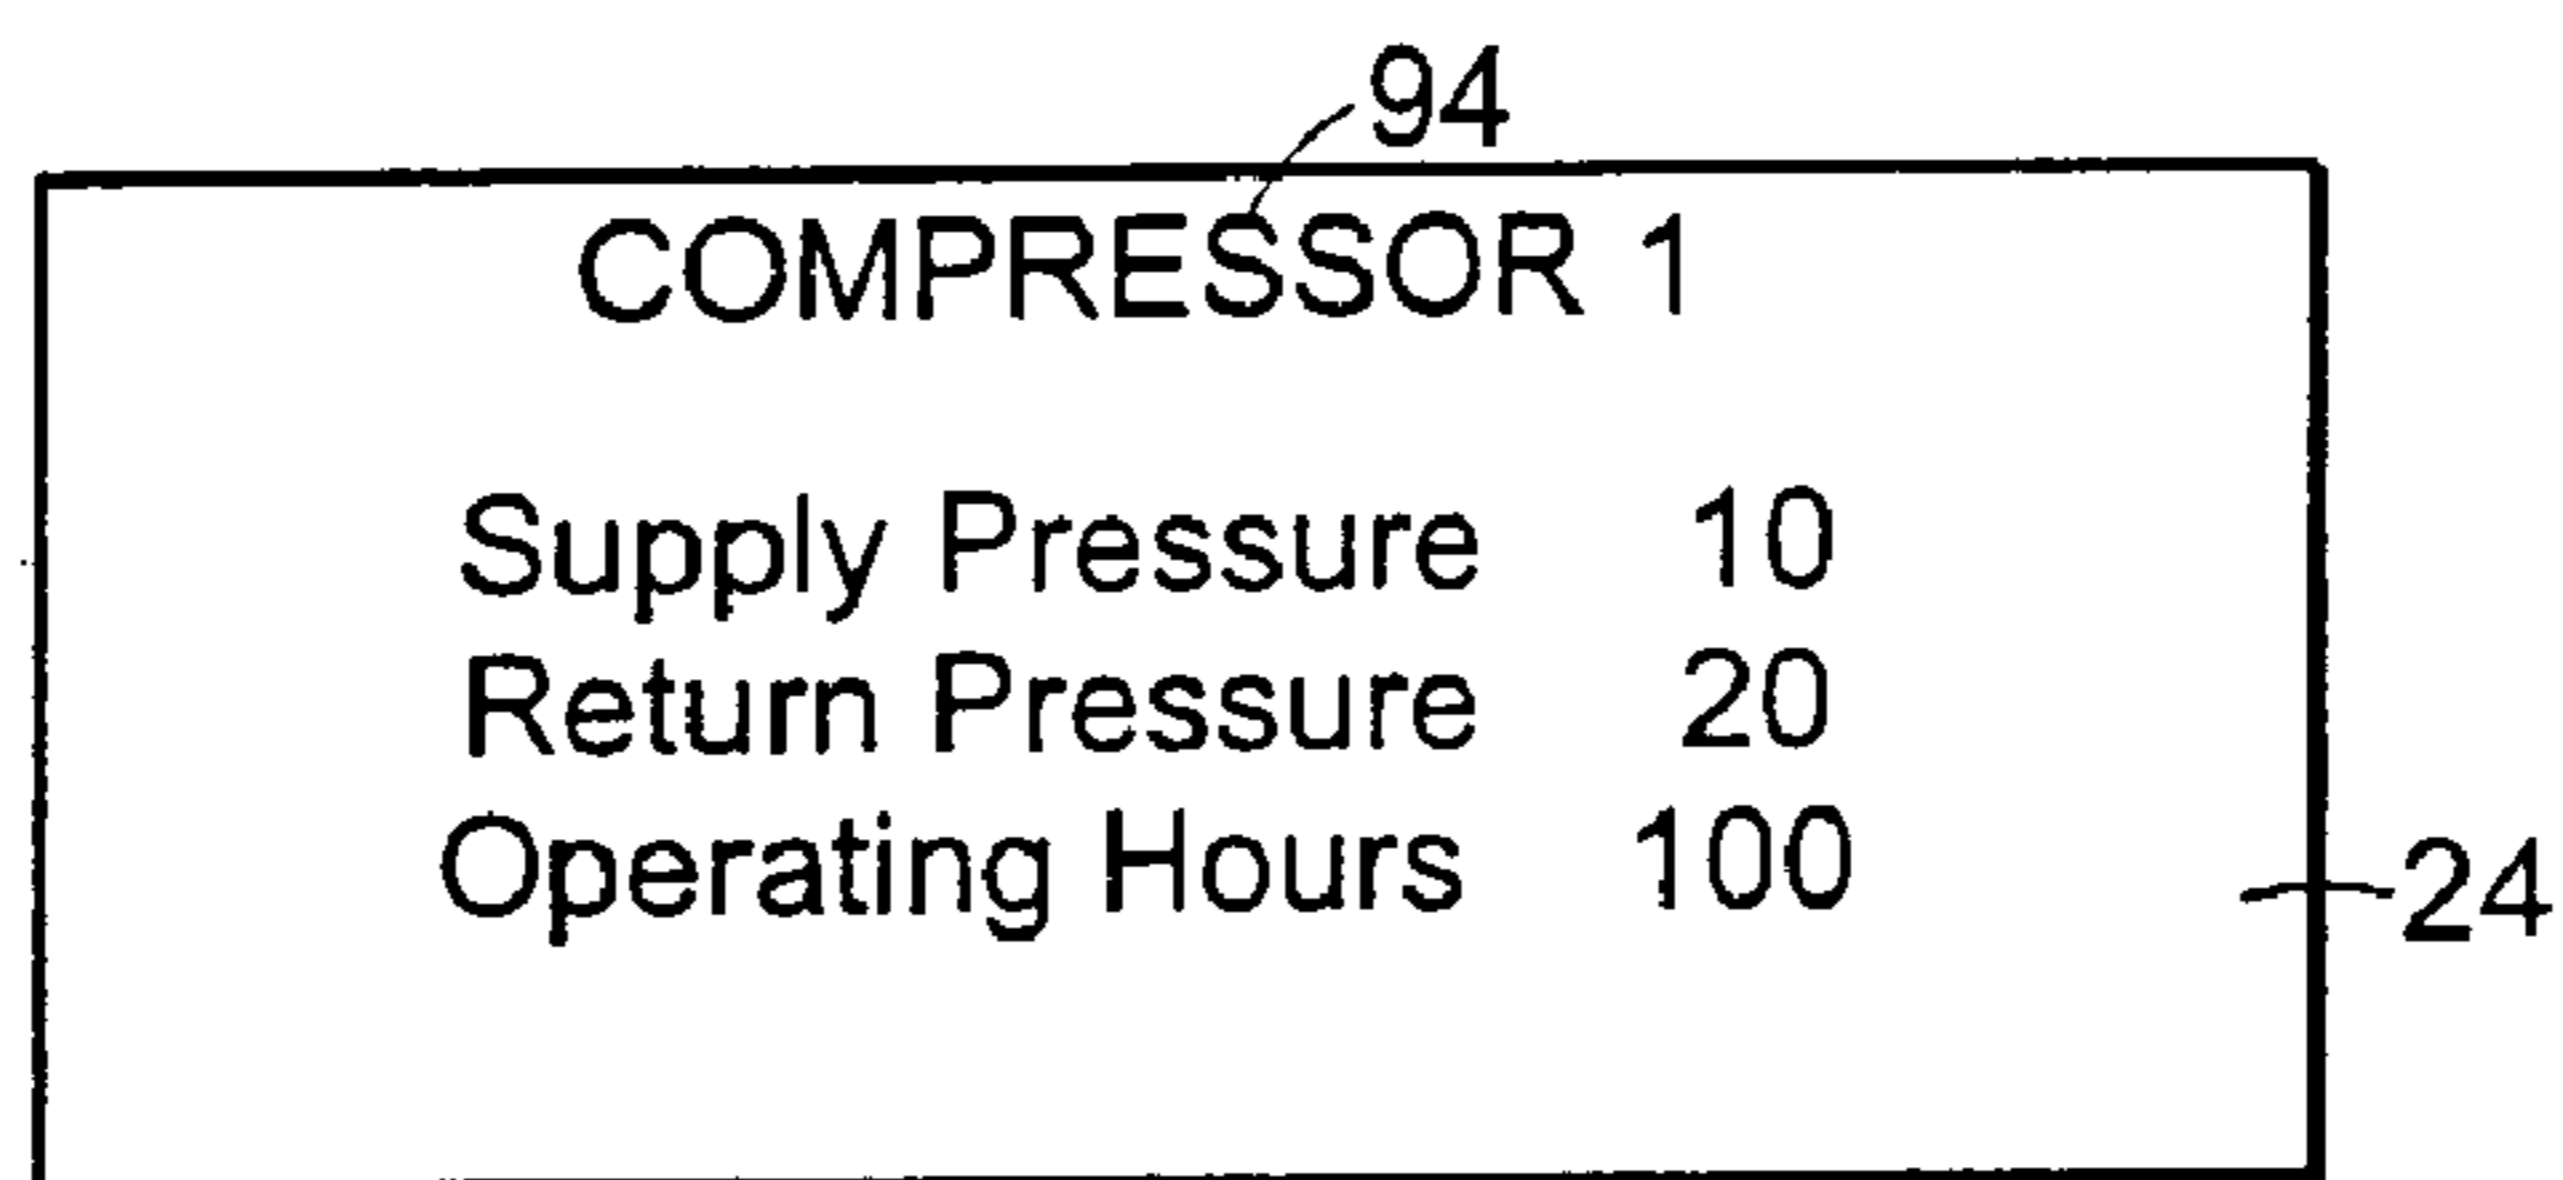 94
COMPRESSOR 1
Supply Pressure 10
Return Pressure 20
Operating Hours 100
24